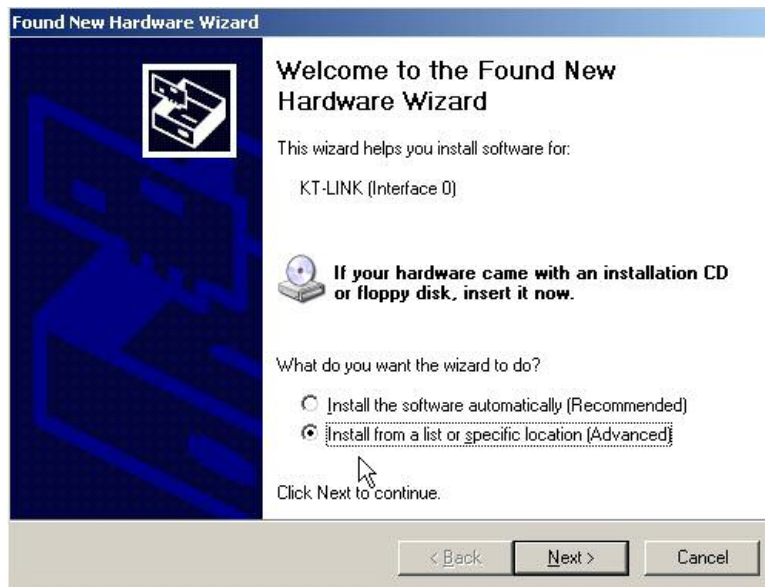 Found New Hardware Wizard
Welcome to the Found New
Hardware Wizard
This wizard helps you install software for:
KT-LINK (Interface 0)
If your hardware came with an installation CD
or floppy disk, insert it now.
What do you want the wizard to do?
Install the software automatically (Recommended)
Install from a list or specific location (Advanced)
Click Next to continue.
< Back Next > Cancel